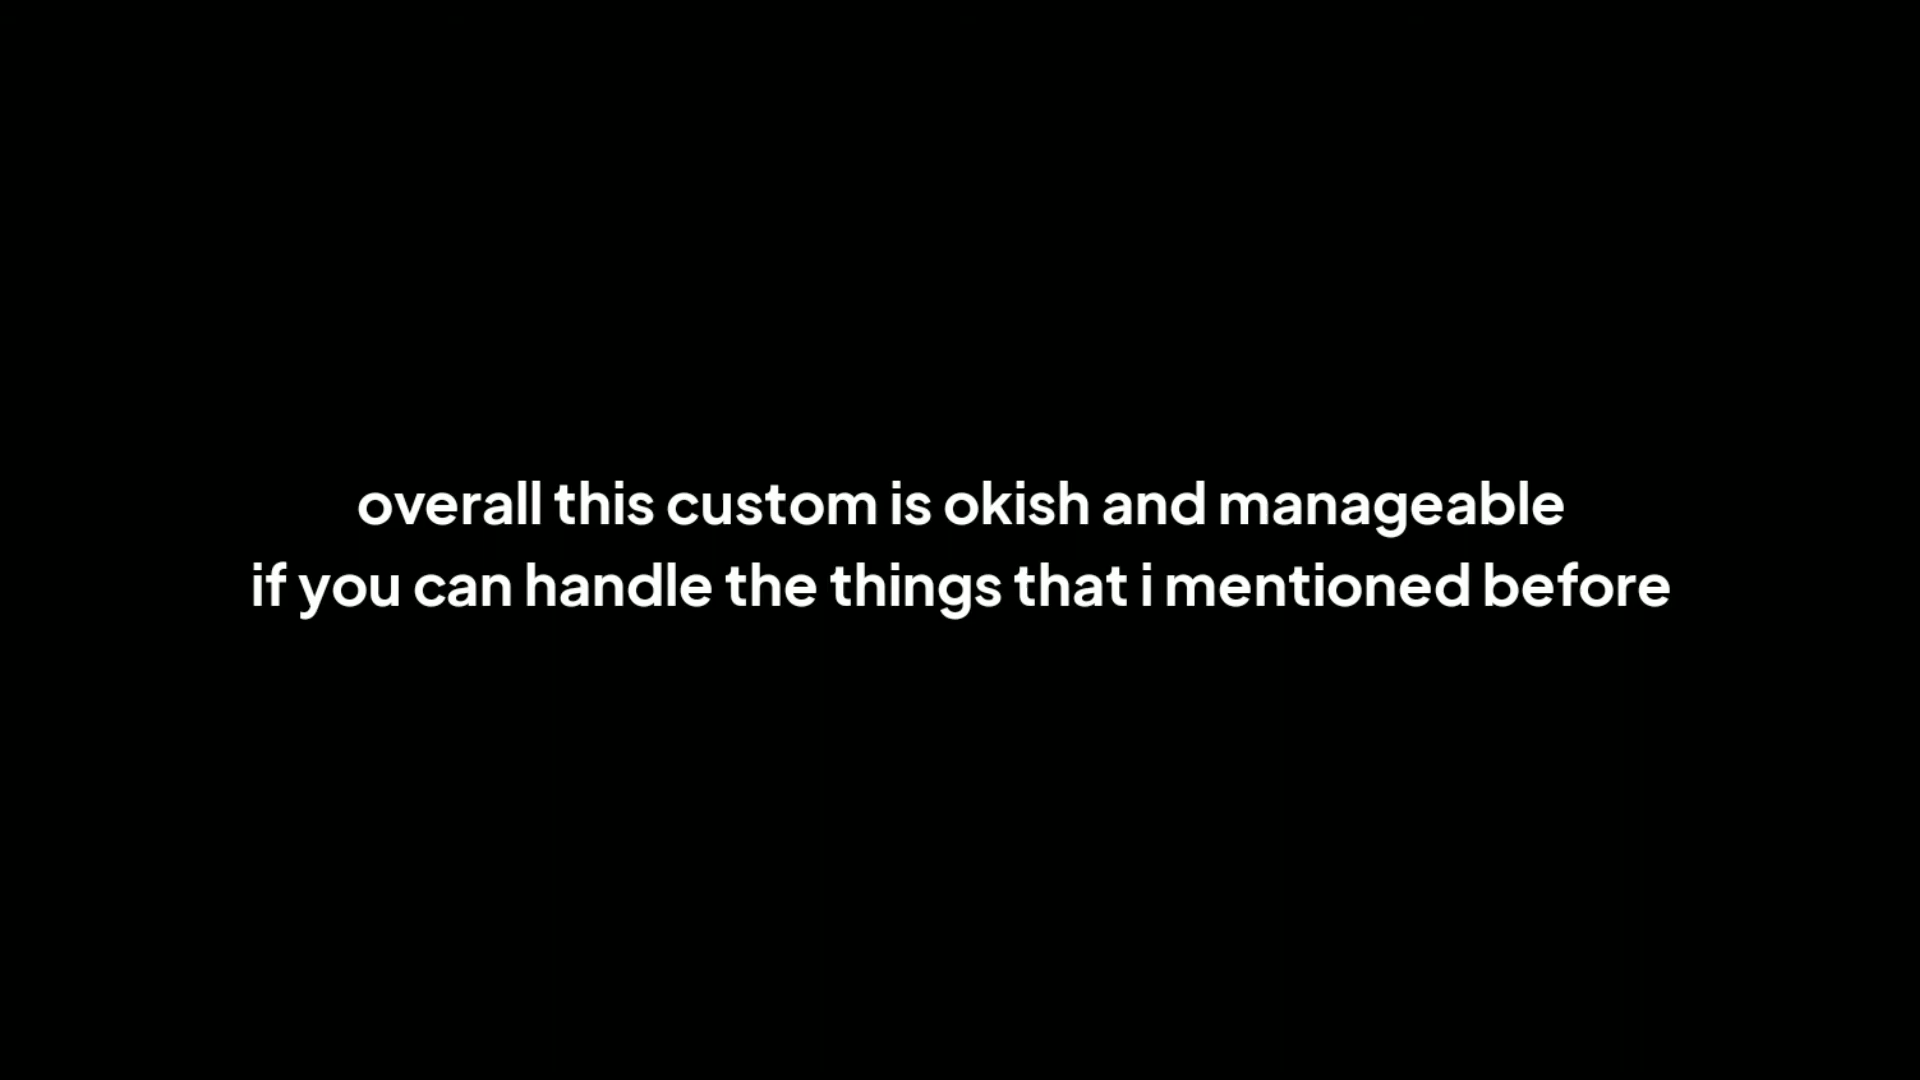 overall this custom is okish and manageable
if you can handle the things that i mentioned before